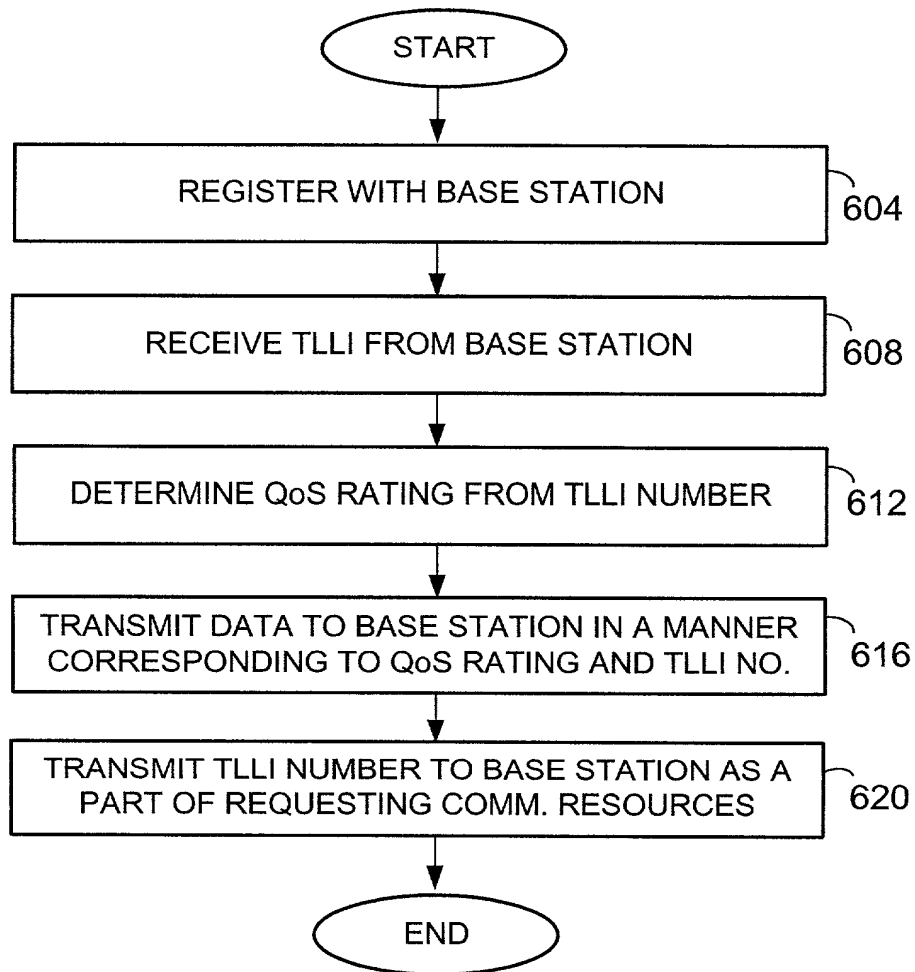 START
REGISTER WITH BASE STATION
604
RECEIVE TLLI FROM BASE STATION
608
DETERMINE QoS RATING FROM TLLI NUMBER
612
TRANSMIT DATA TO BASE STATION IN A MANNER
CORRESPONDING TO QoS RATING AND TLLI NO.
616
TRANSMIT TLLI NUMBER TO BASE STATION AS A
PART OF REQUESTING COMM. RESOURCES
620
END